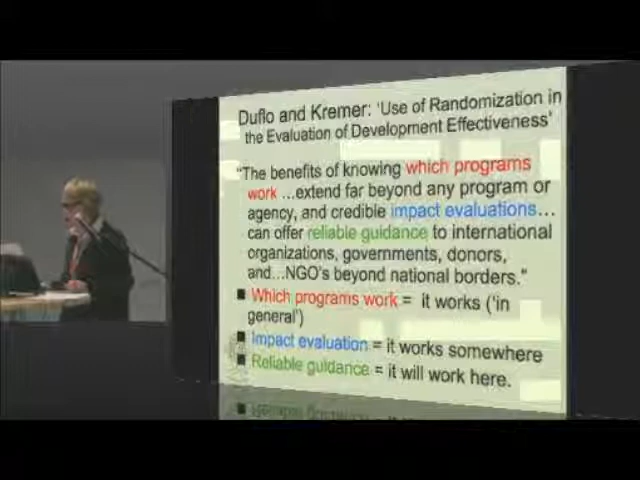 Duflo and Kremer: 'Use of Randomization in
the Evaluation of Development Effectiveness'
"The benefits of knowing which programs
work ...extend far beyond any program or
agency, and credible impact evaluations...
can offer reliable guidance to international
organizations, governments, donors,
and...NGO's beyond national borders."
■ Which programs work = it works ('in
general')
■ Impact evaluation = it works somewhere
■ Reliable guidance = it will work here.